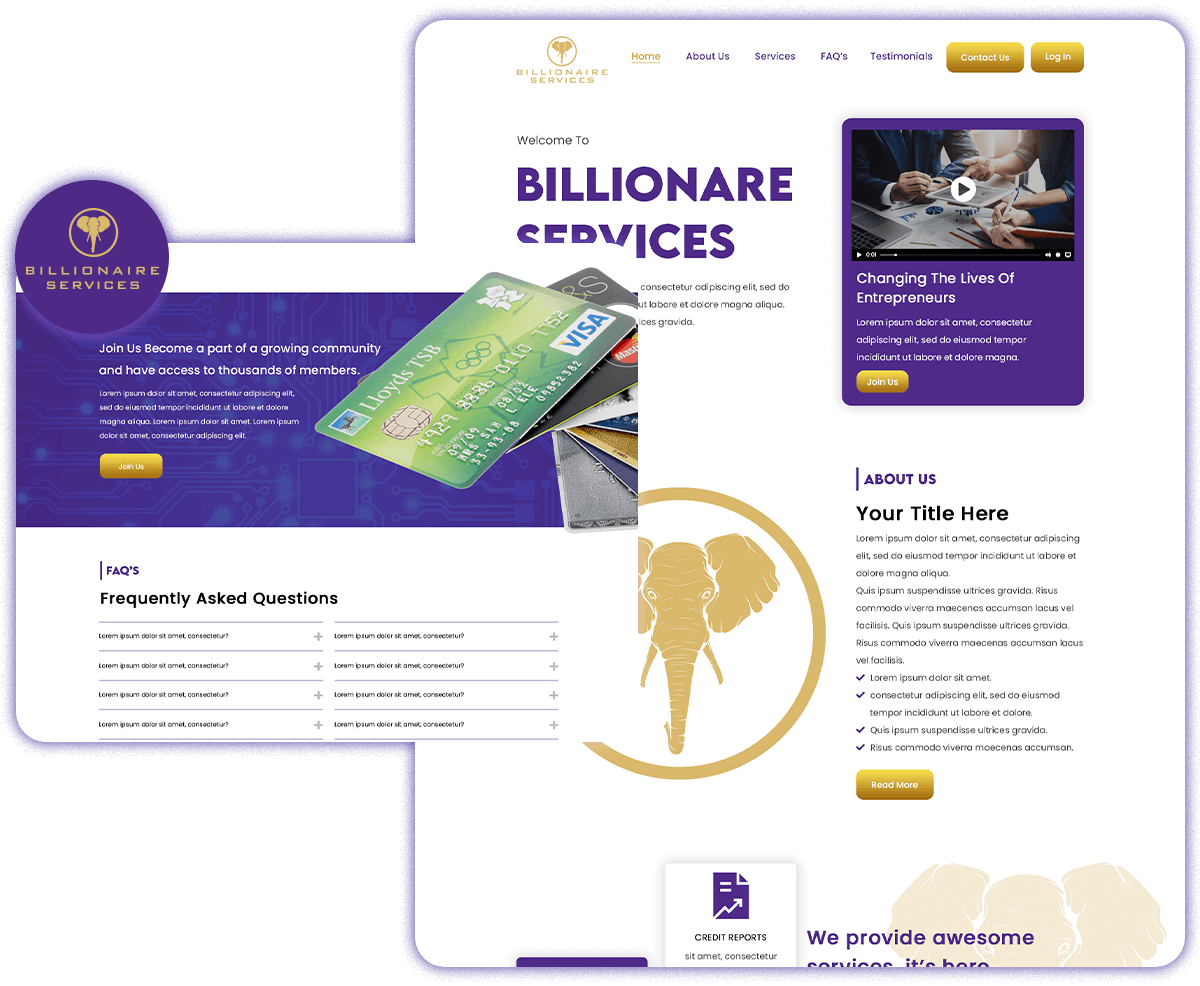 BILLIONAIRE
SERVICES
Home
About Us
Services
FAQ's
Testimonials
Contact Us
Log In
Welcome To
BILLIONARE
SERVICES
consectetur adipiscing elit, sed do
ut labore et dolore magna aliqua.
ices gravida.
0:01
Changing The Lives Of
Entrepreneurs
Lorem ipsum dolor sit amet, consectetur
adipiscing elit, sed do eiusmod tempor
incididunt ut labore et dolore magna.
Join Us
BILLIONAIRE
SERVICES
Join Us Become a part of a growing community
and have access to thousands of members.
Lorem ipsum dolor sit amet, consectetur adipiscing elit,
sed do eiusmod tempor incididunt ut labore et dolore
magna aliqua. Lorem ipsum dolor sit amet, consectetur
dolor sit amet, consectetur adipiscing elit.
Join Us
Lloyds TSB
VISA
09/09
08/02
33-93-88
09852382
FAQ'S
Frequently Asked Questions
Lorem ipsum dolor sit amet, consectetur?
Lorem ipsum dolor sit amet, consectetur?
Lorem ipsum dolor sit amet, consectetur?
Lorem ipsum dolor sit amet, consectetur?
Lorem ipsum dolor sit amet, consectetur?
Lorem ipsum dolor sit amet, consectetur?
Lorem ipsum dolor sit amet, consectetur?
Lorem ipsum dolor sit amet, consectetur?
ABOUT US
Your Title Here
Lorem ipsum dolor sit amet, consectetur adipiscing
elit, sed do eiusmod tempor incididunt ut labore et
dolore magna aliqua.
Quis ipsum suspendisse ultrices gravida. Risus
commodo viverra maecenas accumsan lacus vel
facilisis. Quis ipsum suspendisse ultrices gravida.
Risus commodo viverra maecenas accumsan lacus
vel facilisis.
Lorem ipsum dolor sit amet.
consectetur adipiscing elit, sed do eiusmod
tempor incididunt ut labore et dolore.
Quis ipsum suspendisse ultrices gravida.
Risus commodo viverra maecenas accumsan.
Read More
CREDIT REPORTS
sit amet, consectetur
We provide awesome
services, it's here